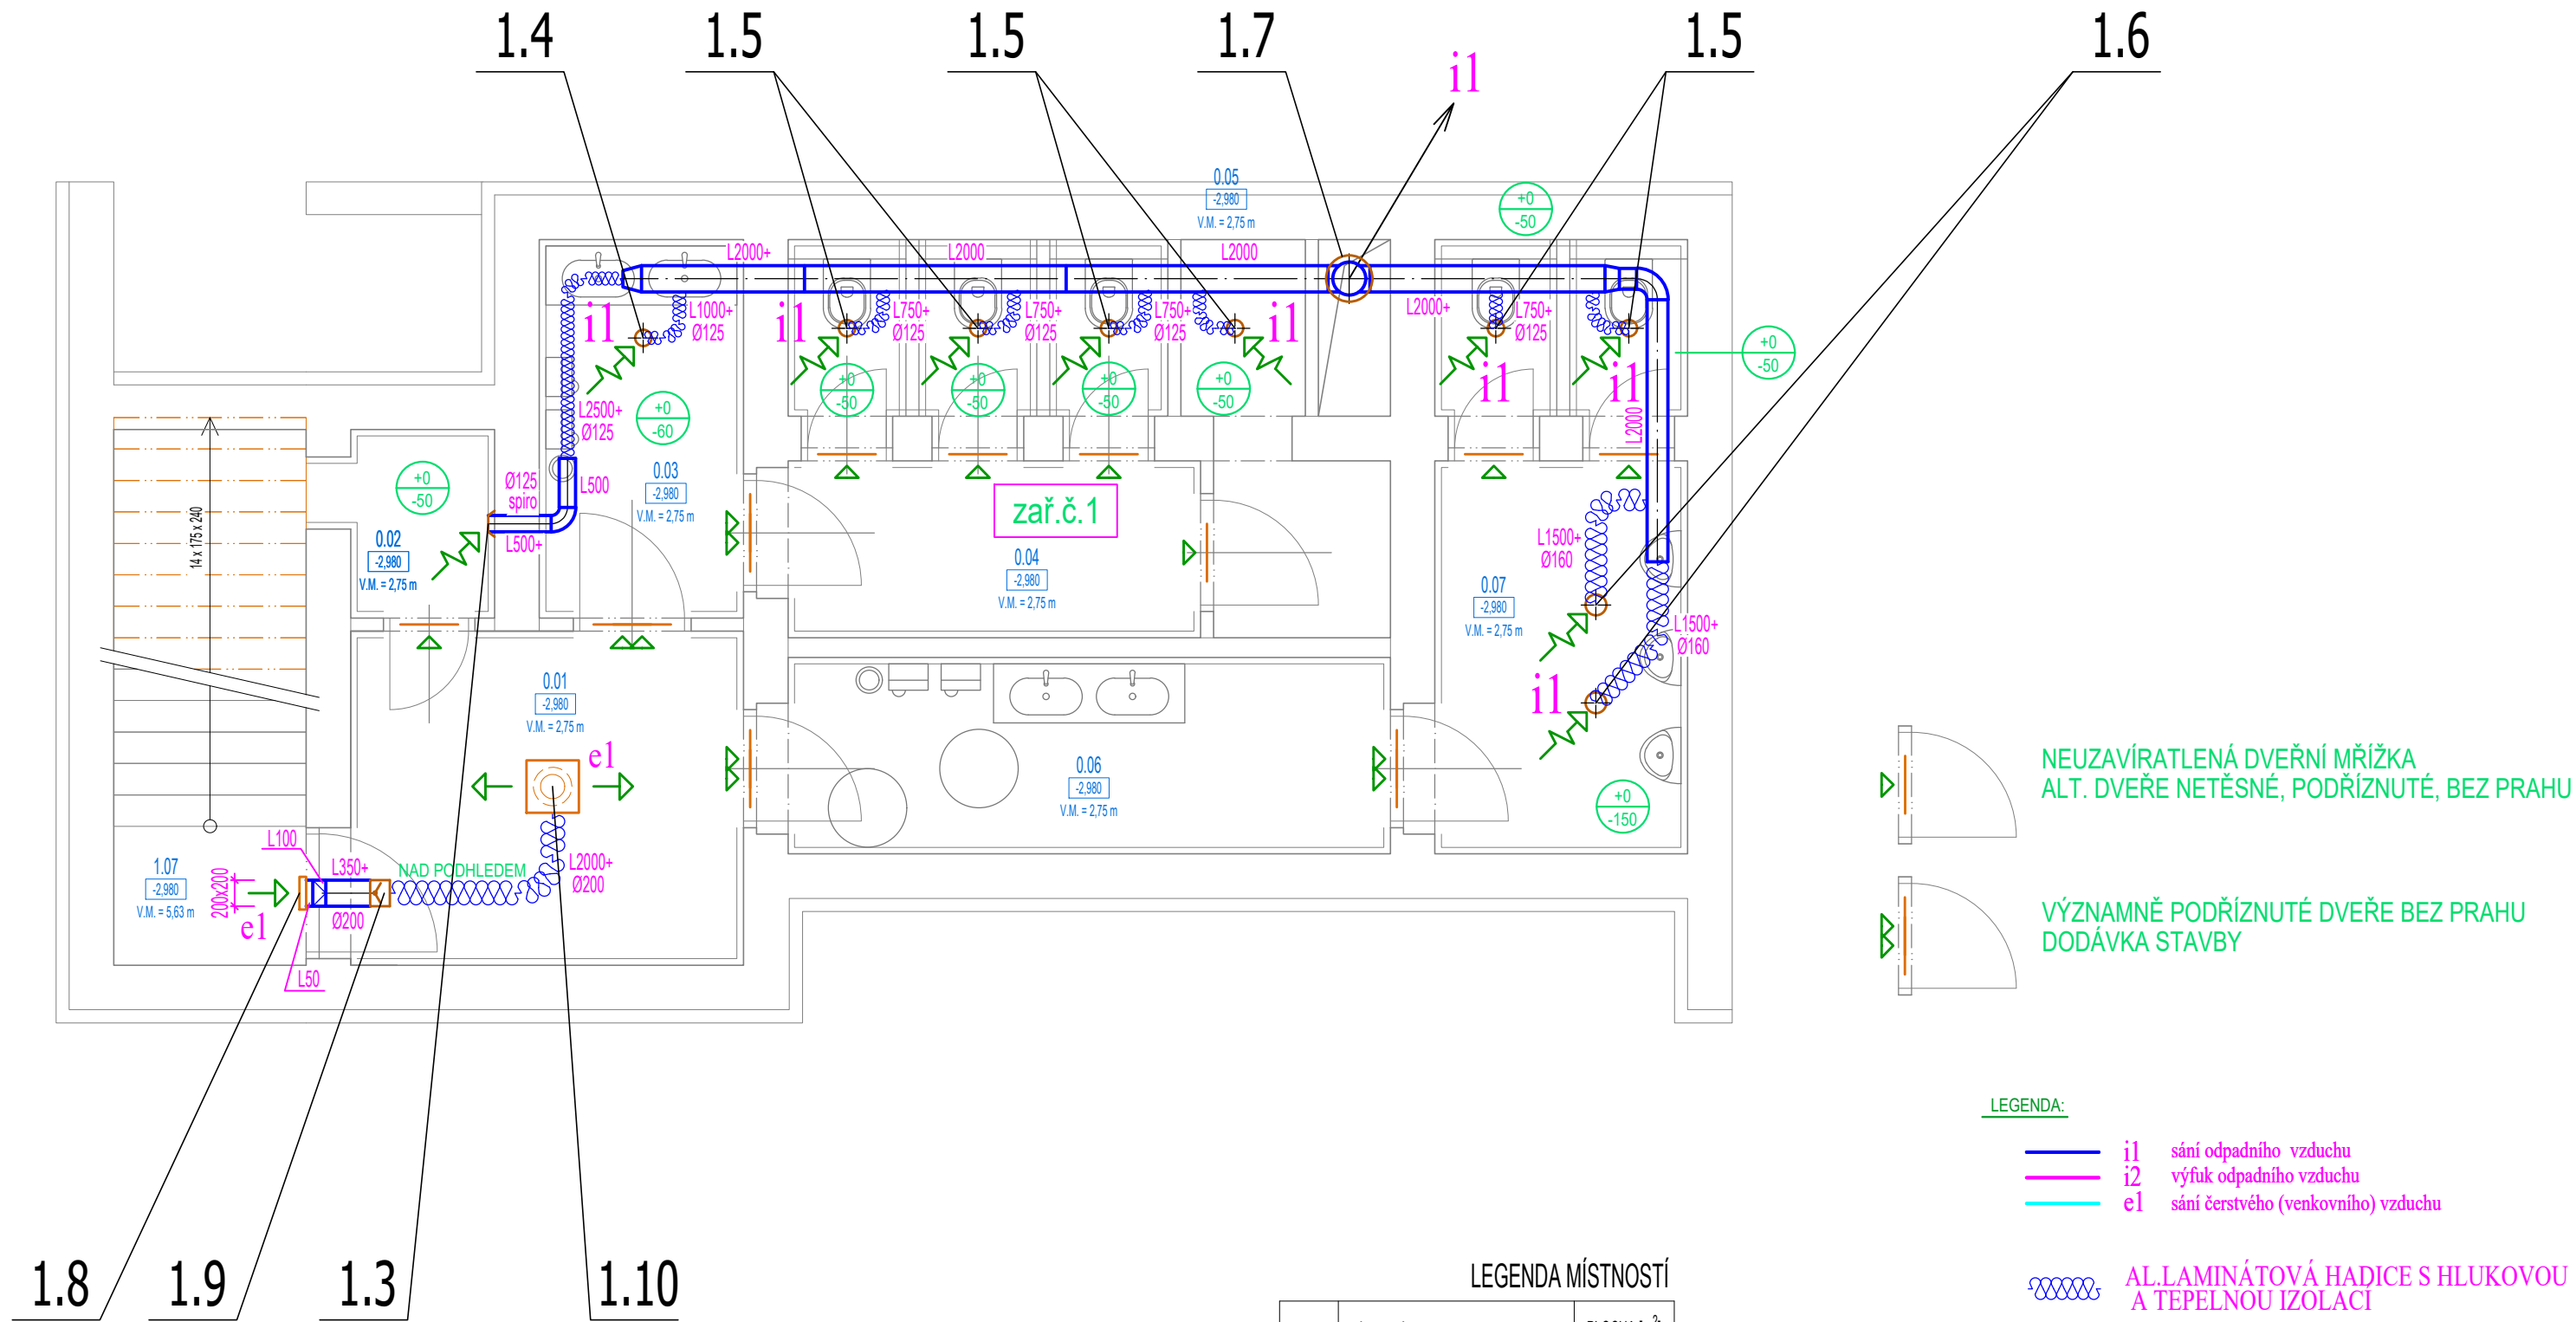 1.4
1.5
1.5
1.7
1.5
1.6
i1
0.05
-2,980
V.M. = 2,75 m
+0
-50
L2000+
L2000
L2000
L2000+
i1
L1000+
Ø125
i1
L750+
Ø125
L750+
Ø125
L750+
Ø125
i1
L750+
Ø125
+0
-50
+0
-50
+0
-50
+0
-50
+0
-50
i1
i1
L2500+
Ø125
+0
-60
L2000
14 x 175 x 240
+0
-50
Ø125
spiro
L500
L500+
0.03
-2,980
V.M. = 2,75 m
zař.č.1
0.02
-2,980
V.M. = 2,75 m
0.04
-2,980
V.M. = 2,75 m
L1500+
Ø160
0.07
-2,980
V.M. = 2,75 m
L1500+
Ø160
0.01
-2,980
V.M. = 2,75 m
i1
e1
0.06
-2,980
V.M. = 2,75 m
+0
-150
NEUZAVÍRATLENÁ DVEŘNÍ MŘÍŽKA
ALT. DVEŘE NETĚSNÉ, PODŘÍZNUTÉ, BEZ PRAHU
L100
L350+
NAD PODHLEDEM
L2000+
Ø200
1.07
-2,980
V.M. = 5,63 m
200x200
e1
Ø200
L50
VÝZNAMNĚ PODŘÍZNUTÉ DVEŘE BEZ PRAHU
DODÁVKA STAVBY
LEGENDA:
i1 sání odpadního vzduchu
i2 výfuk odpadního vzduchu
e1 sání čerstvého (venkovního) vzduchu
AL.LAMINÁTOVÁ HADICE S HLUKOVOU
A TEPELNOU IZOLACÍ
1.8
1.9
1.3
1.10
LEGENDA MÍSTNOSTÍ